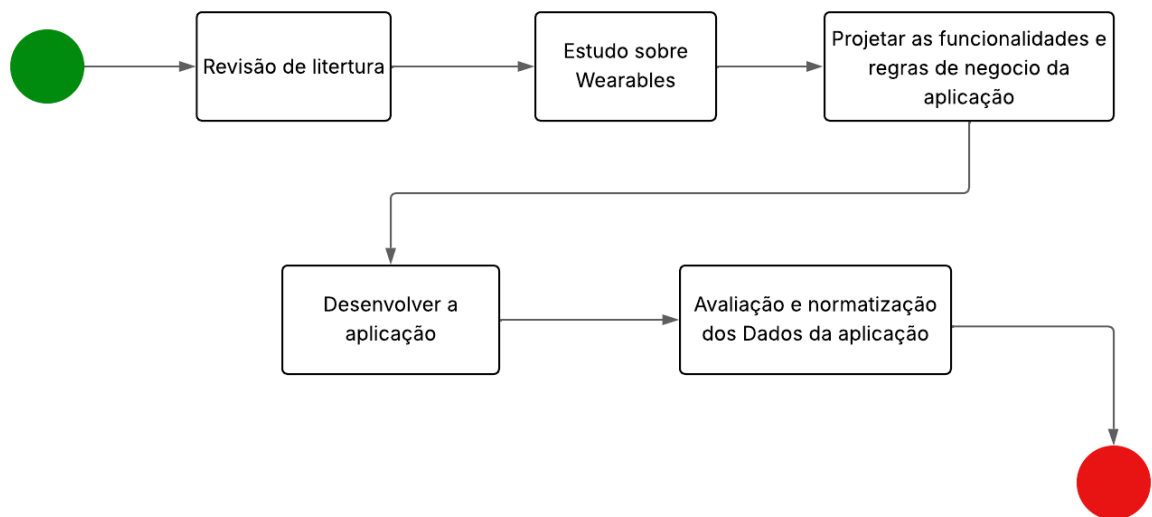 Revisão de litertura
Estudo sobre
Wearables
Projetar as funcionalidades e
regras de negocio da
aplicação
Desenvolver a
aplicação
Avaliação e normatização
dos Dados da aplicação